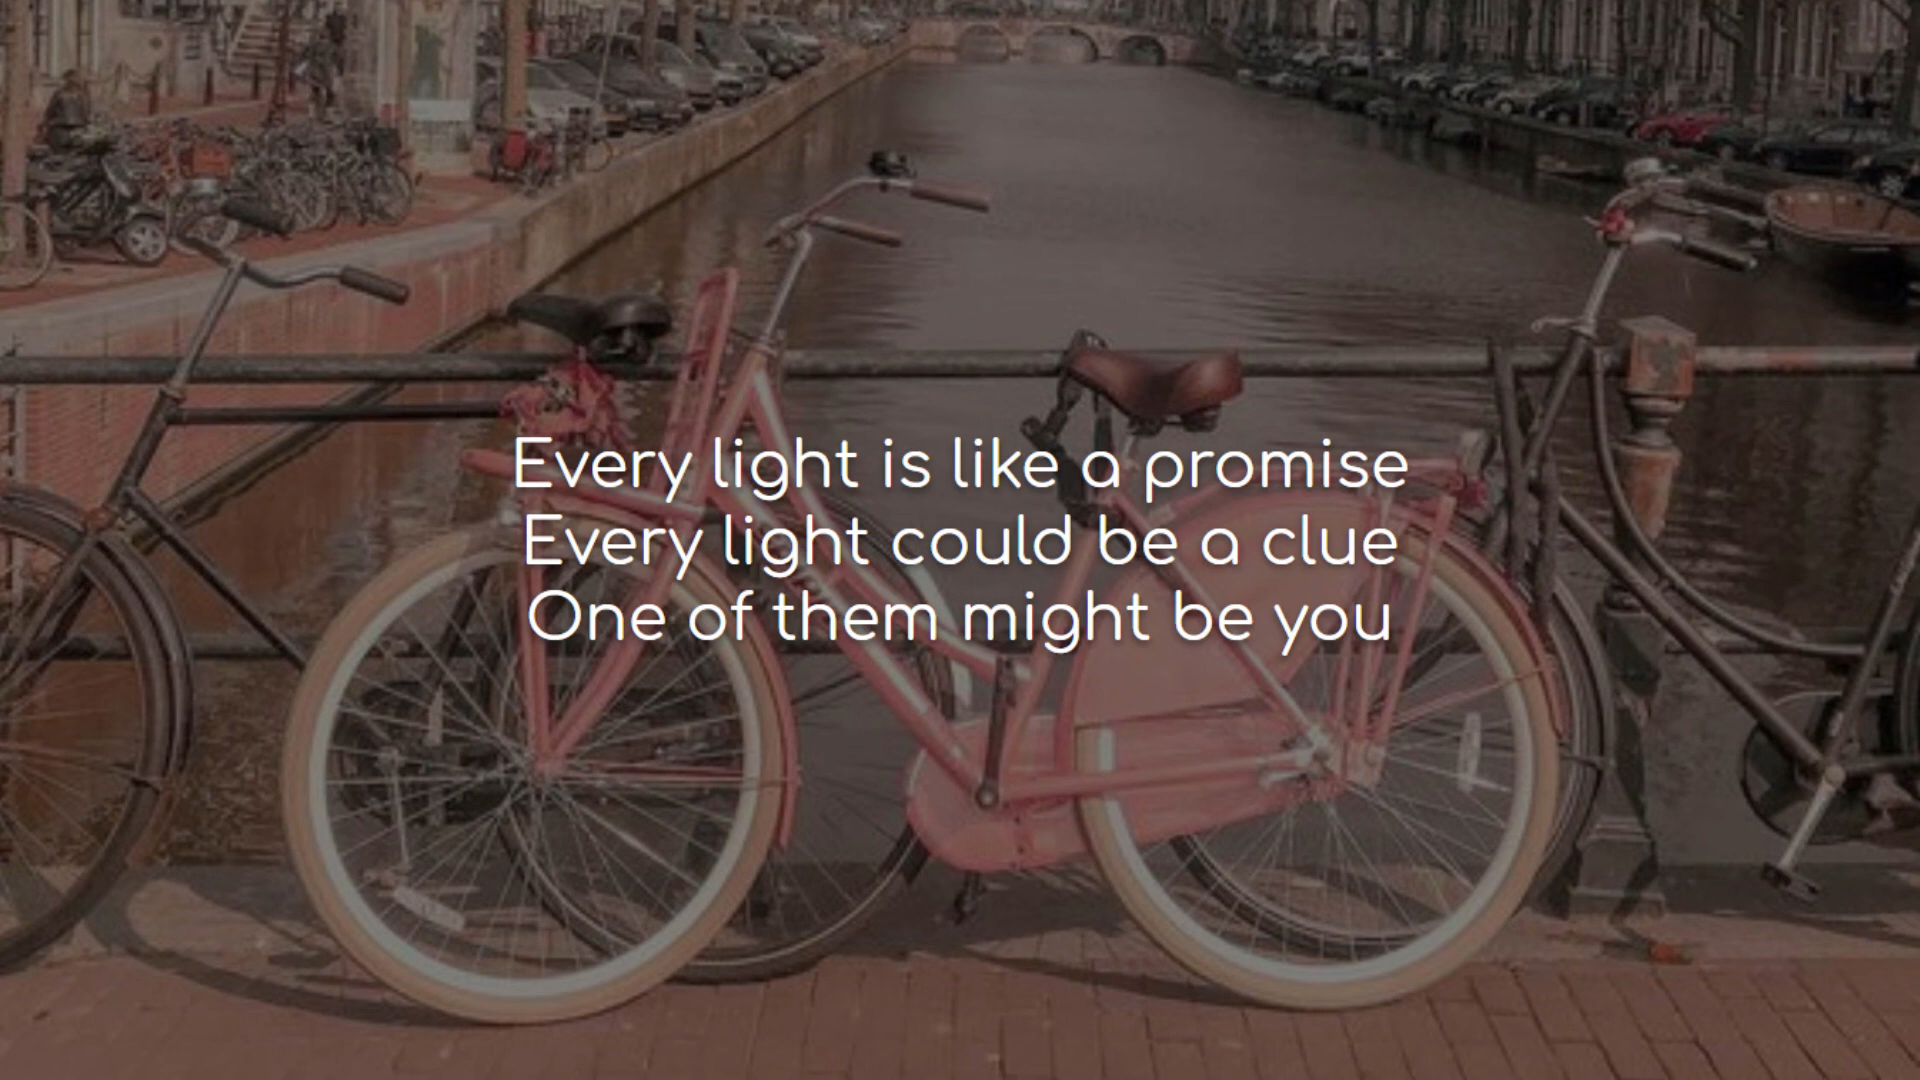 Every light is like a promise
Every light could be a clue
One of them might be you